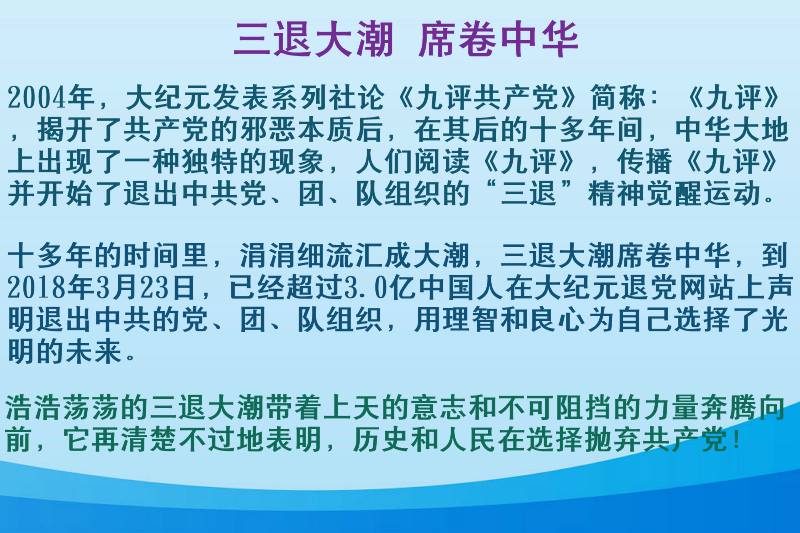 三退大潮 席卷中华
2004年，大纪元发表系列社论《九评共产党》简称：《九评》
，揭开了共产党的邪恶本质后，在其后的十多年间，中华大地
上出现了一种独特的现象，人们阅读《九评》，传播《九评》
并开始了退出中共党、团、队组织的“三退”精神觉醒运动。
十多年的时间里，涓涓细流汇成大潮，三退大潮席卷中华，到
2018年3月23日，已经超过3.0亿中国人在大纪元退党网站上声
明退出中共的党、团、队组织，用理智和良心为自己选择了光
明的未来。
浩浩荡荡的三退大潮带着上天的意志和不可阻挡的力量奔腾向
前，它再清楚不过地表明，历史和人民在选择抛弃共产党！